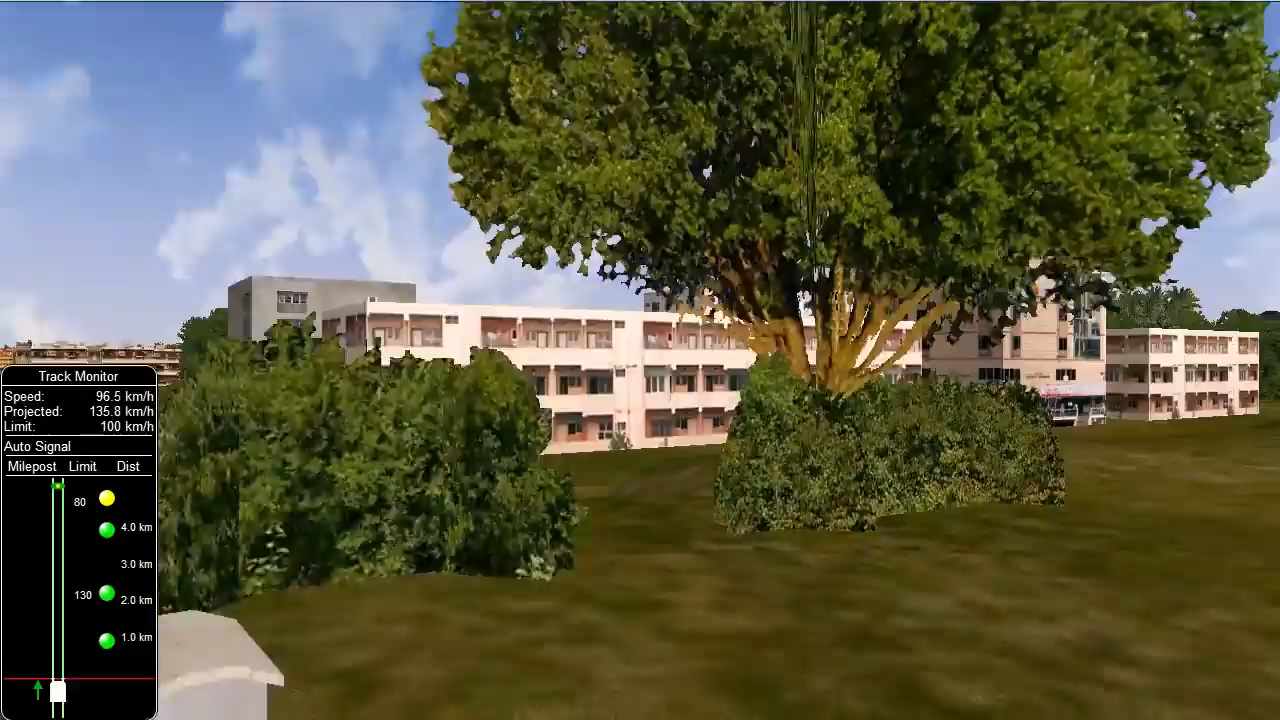 Track Monitor
Speed: 96.5 km/h
Projected: 135.8 km/h
Limit: 100 km/h
Auto Signal
Milepost Limit Dist
80
4.0 km
3.0 km
130 2.0 km
1.0 km